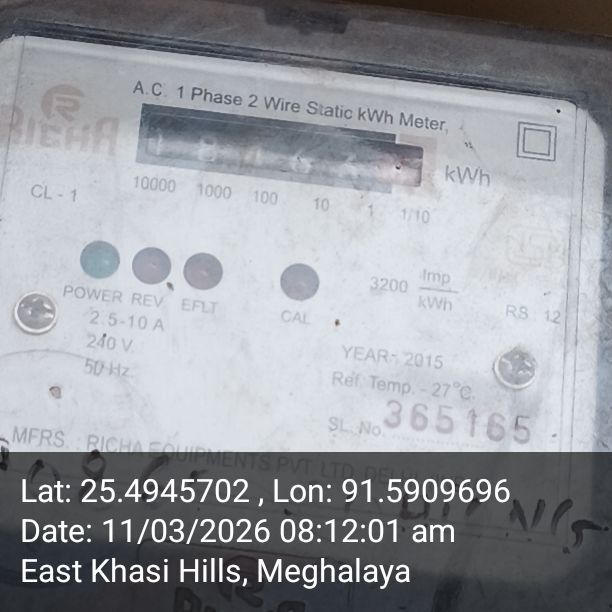 A.C. 1 Phase 2 Wire Static kWh Meter,
RICHA
kWh
CL - 1
10000 1000 100 10 1 1/10
3200 Imp/kWh
POWER REV. EFLT CAL
RS 12
2.5-10 A
240 V
50 Hz
YEAR- 2015
Ref. Temp. - 27°C.
SL. No. 365165
MFRS. : RICHA EQUIPMENTS PVT. LTD.
Lat: 25.4945702 , Lon: 91.5909696
Date: 11/03/2026 08:12:01 am
East Khasi Hills, Meghalaya